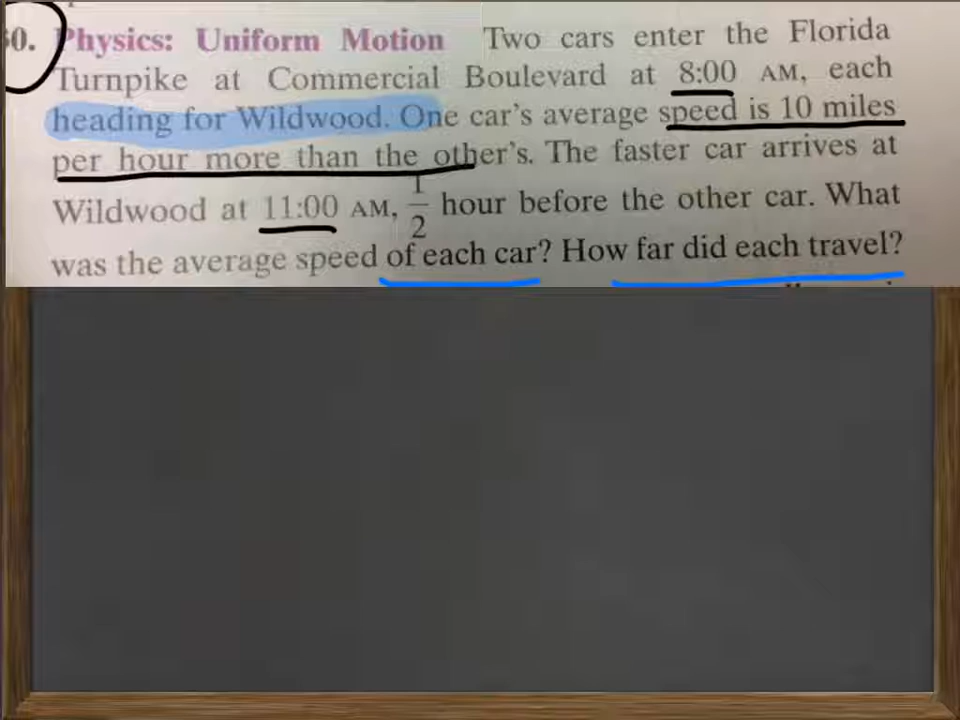 30. Physics: Uniform Motion Two cars enter the Florida
Turnpike at Commercial Boulevard at 8:00 AM, each
heading for Wildwood. One car's average speed is 10 miles
per hour more than the other's. The faster car arrives at
Wildwood at 11:00 AM, 1/2 hour before the other car. What
was the average speed of each car? How far did each travel?